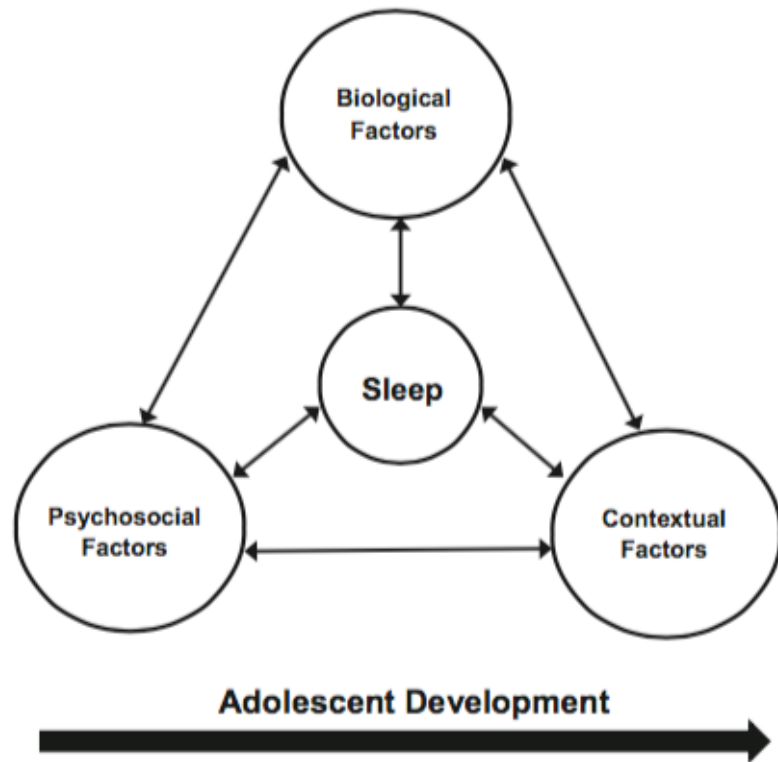 Biological
Factors
Sleep
Psychosocial
Factors
Contextual
Factors
Adolescent Development